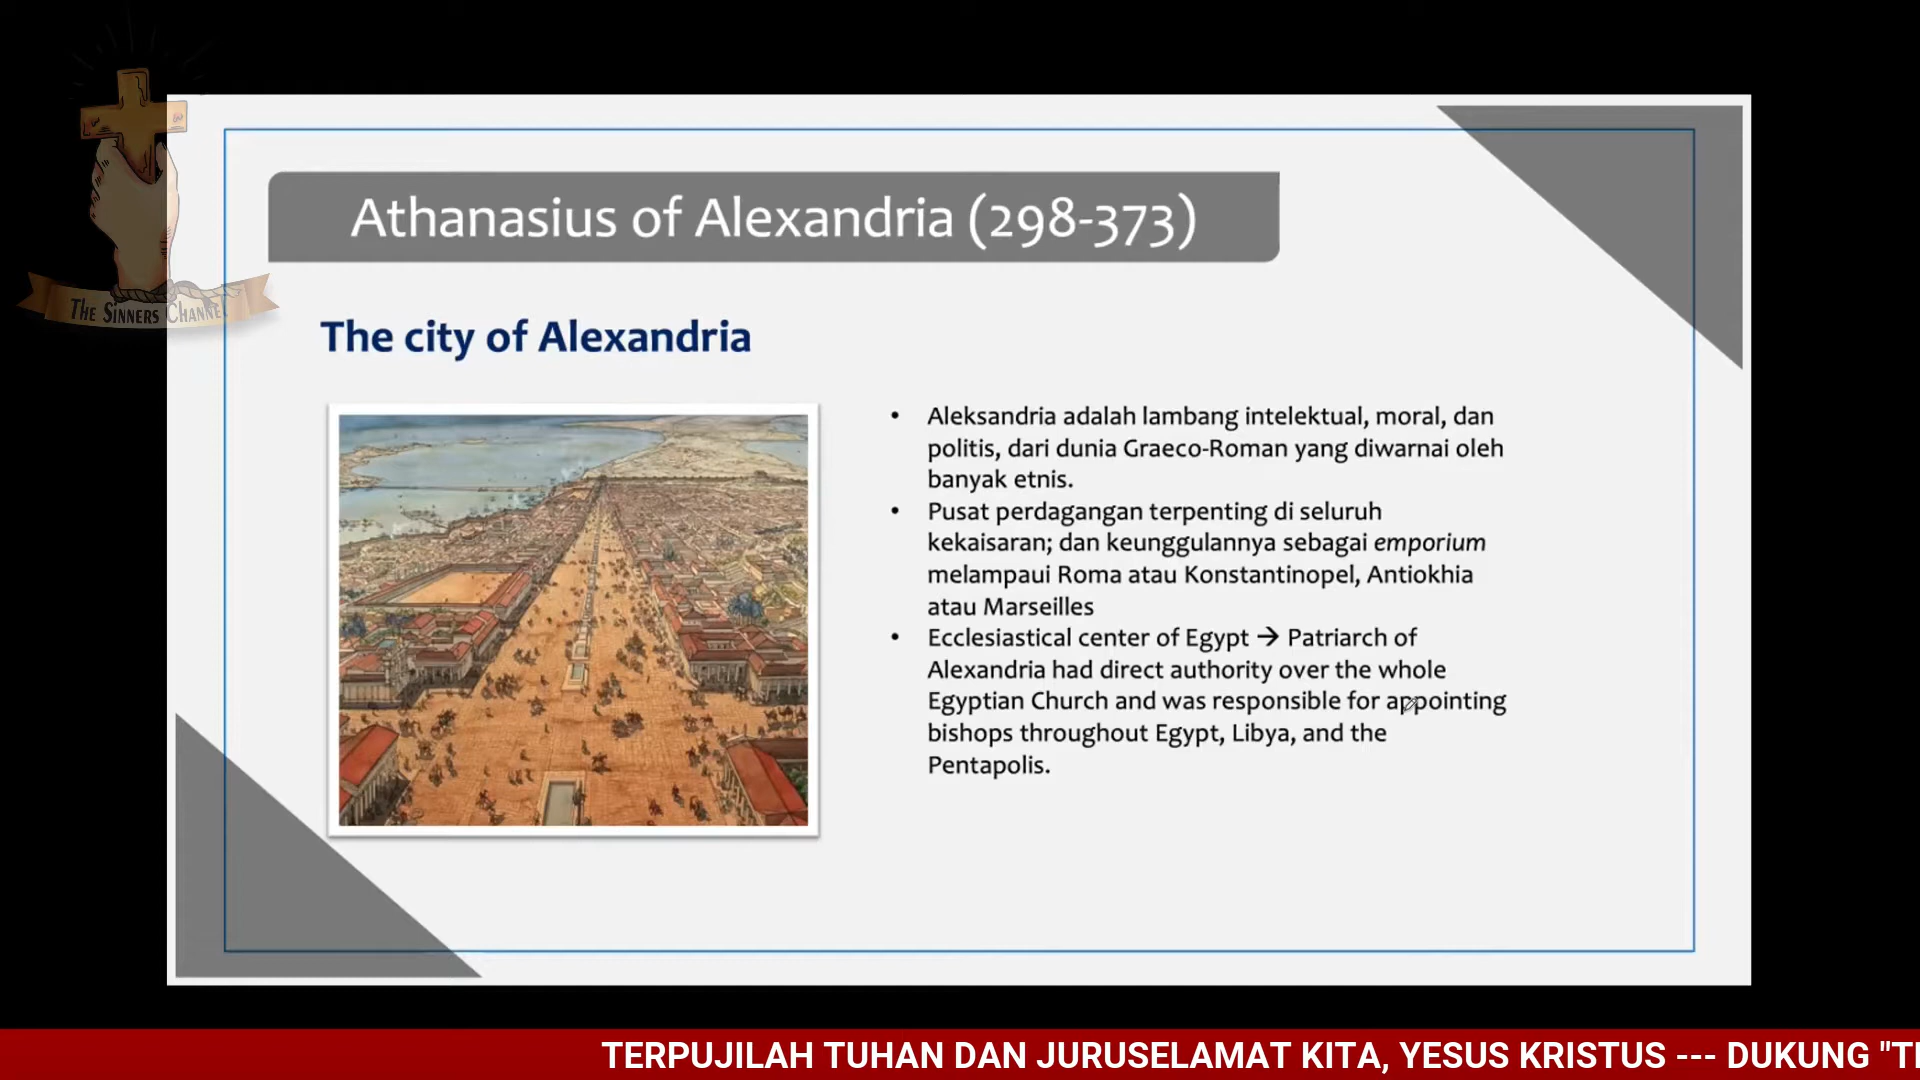 Athanasius of Alexandria (298-373)
THE SINNERS CHANNEL
The city of Alexandria
• Aleksandria adalah lambang intelektual, moral, dan
politis, dari dunia Graeco-Roman yang diwarnai oleh
banyak etnis.
• Pusat perdagangan terpenting di seluruh
kekaisaran; dan keunggulannya sebagai emporium
melampaui Roma atau Konstantinopel, Antiokhia
atau Marseilles
• Ecclesiastical center of Egypt → Patriarch of
Alexandria had direct authority over the whole
Egyptian Church and was responsible for appointing
bishops throughout Egypt, Libya, and the
Pentapolis.
TERPUJILAH TUHAN DAN JURUSELAMAT KITA, YESUS KRISTUS --- DUKUNG "